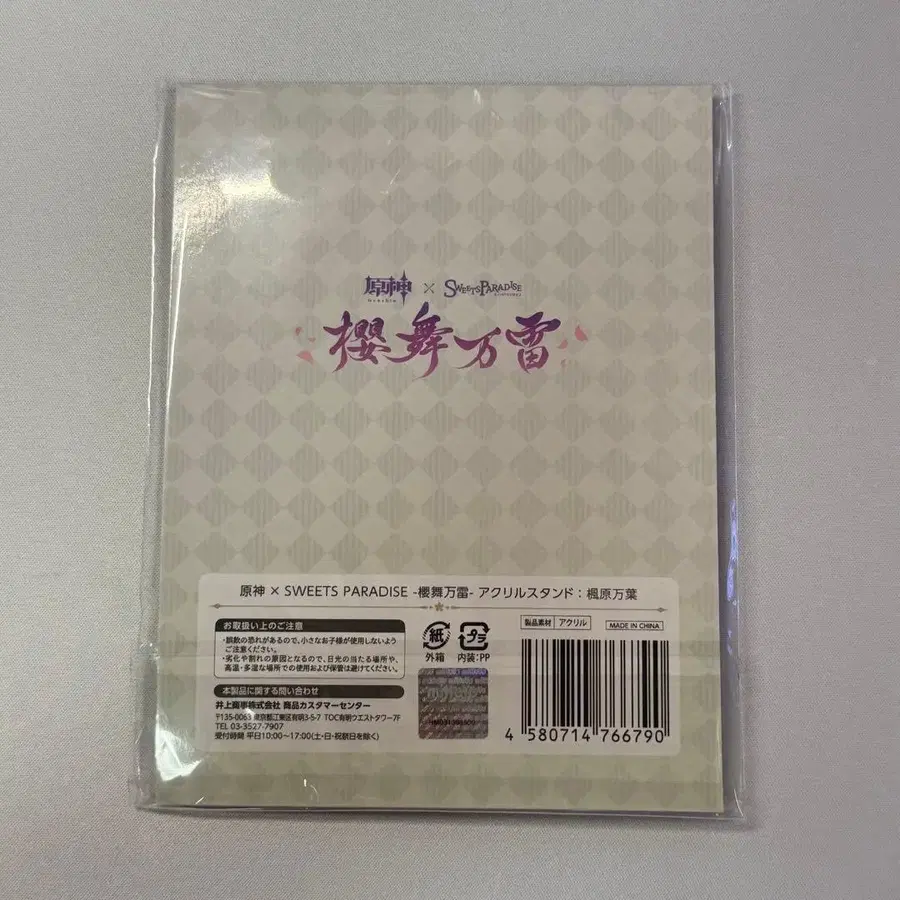 原神 × SWEETS PARADISE
Genshin
櫻舞万雷
原神 × SWEETS PARADISE -櫻舞万雷- アクリルスタンド：楓原万葉
お取扱い上のご注意
・誤飲の恐れがあるので、小さなお子様が使用しないよう
ご注意ください。
・劣化や割れの原因となるので、日光の当たる場所や、
高温・多湿な場所での使用および保管は避けてください。
本製品に関する問い合わせ
井上商事株式会社 商品カスタマーセンター
〒135-0063 東京都江東区有明3-5-7 TOC有明ウエストタワー7F
TEL 03-3527-7907
受付時間 平日10:00〜17:00(土・日・祝祭日を除く)
紙
外箱
プラ
内装:PP
製品素材 アクリル
MADE IN CHINA
4 580714 766790